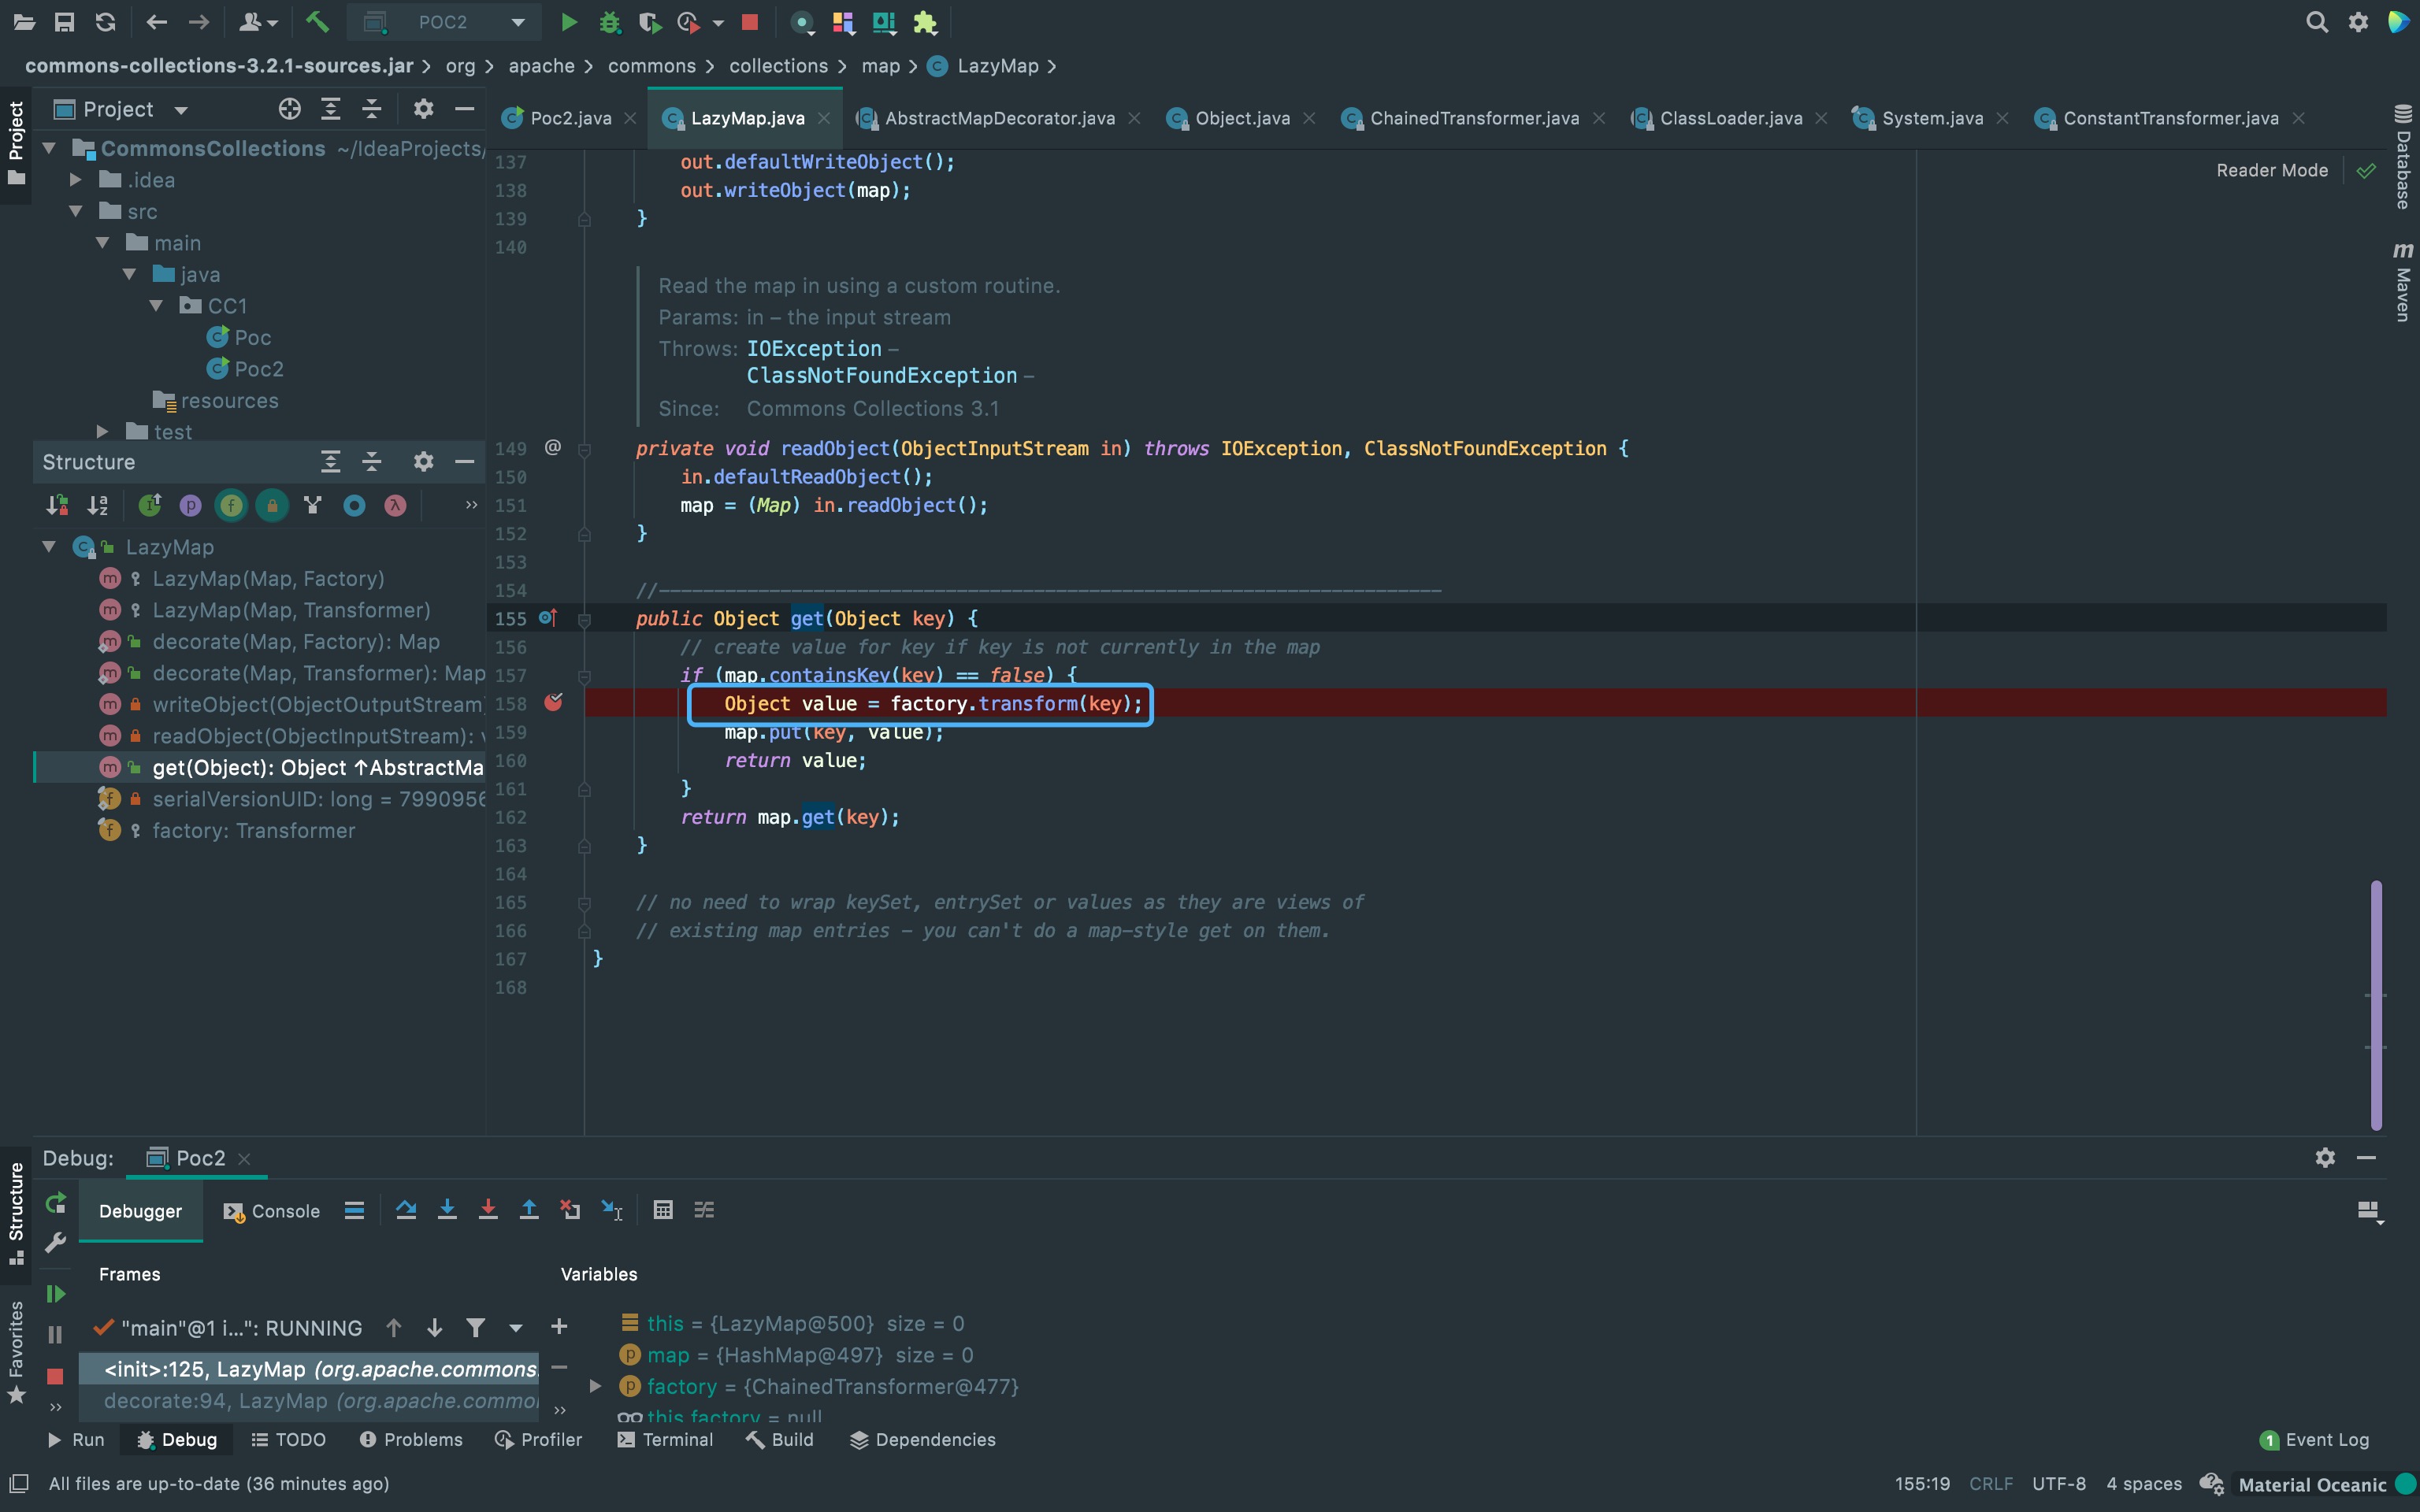 POC2
commons-collections-3.2.1-sources.jar > org > apache > commons > collections > map > LazyMap >
Project
Project
CommonsCollections ~/IdeaProjects/
.idea
src
main
java
CC1
Poc
Poc2
resources
test
Structure
LazyMap
LazyMap(Map, Factory)
LazyMap(Map, Transformer)
decorate(Map, Factory): Map
decorate(Map, Transformer): Map
writeObject(ObjectOutputStream)
readObject(ObjectInputStream): v
get(Object): Object ↑AbstractMa
serialVersionUID: long = 7990956
factory: Transformer
Poc2.java LazyMap.java AbstractMapDecorator.java Object.java ChainedTransformer.java ClassLoader.java System.java ConstantTransformer.java
Reader Mode
137 out.defaultWriteObject();
138 out.writeObject(map);
139 }
140
Read the map in using a custom routine.
Params: in – the input stream
Throws: IOException –
ClassNotFoundException –
Since: Commons Collections 3.1
149 @ private void readObject(ObjectInputStream in) throws IOException, ClassNotFoundException {
150 in.defaultReadObject();
151 map = (Map) in.readObject();
152 }
153
154 //-----------------------------------------------------------------------
155 public Object get(Object key) {
156 // create value for key if key is not currently in the map
157 if (map.containsKey(key) == false) {
158 Object value = factory.transform(key);
159 map.put(key, value);
160 return value;
161 }
162 return map.get(key);
163 }
164
165 // no need to wrap keySet, entrySet or values as they are views of
166 // existing map entries - you can't do a map-style get on them.
167 }
168
Database
Maven
Structure
Favorites
Debug: Poc2
Debugger Console
Frames
Variables
"main"@1 i...": RUNNING
<init>:125, LazyMap (org.apache.commons.
decorate:94, LazyMap (org.apache.commo
this = {LazyMap@500} size = 0
map = {HashMap@497} size = 0
factory = {ChainedTransformer@477}
this.factory = null
Run Debug TODO Problems Profiler Terminal Build Dependencies
1 Event Log
All files are up-to-date (36 minutes ago)
155:19 CRLF UTF-8 4 spaces Material Oceanic